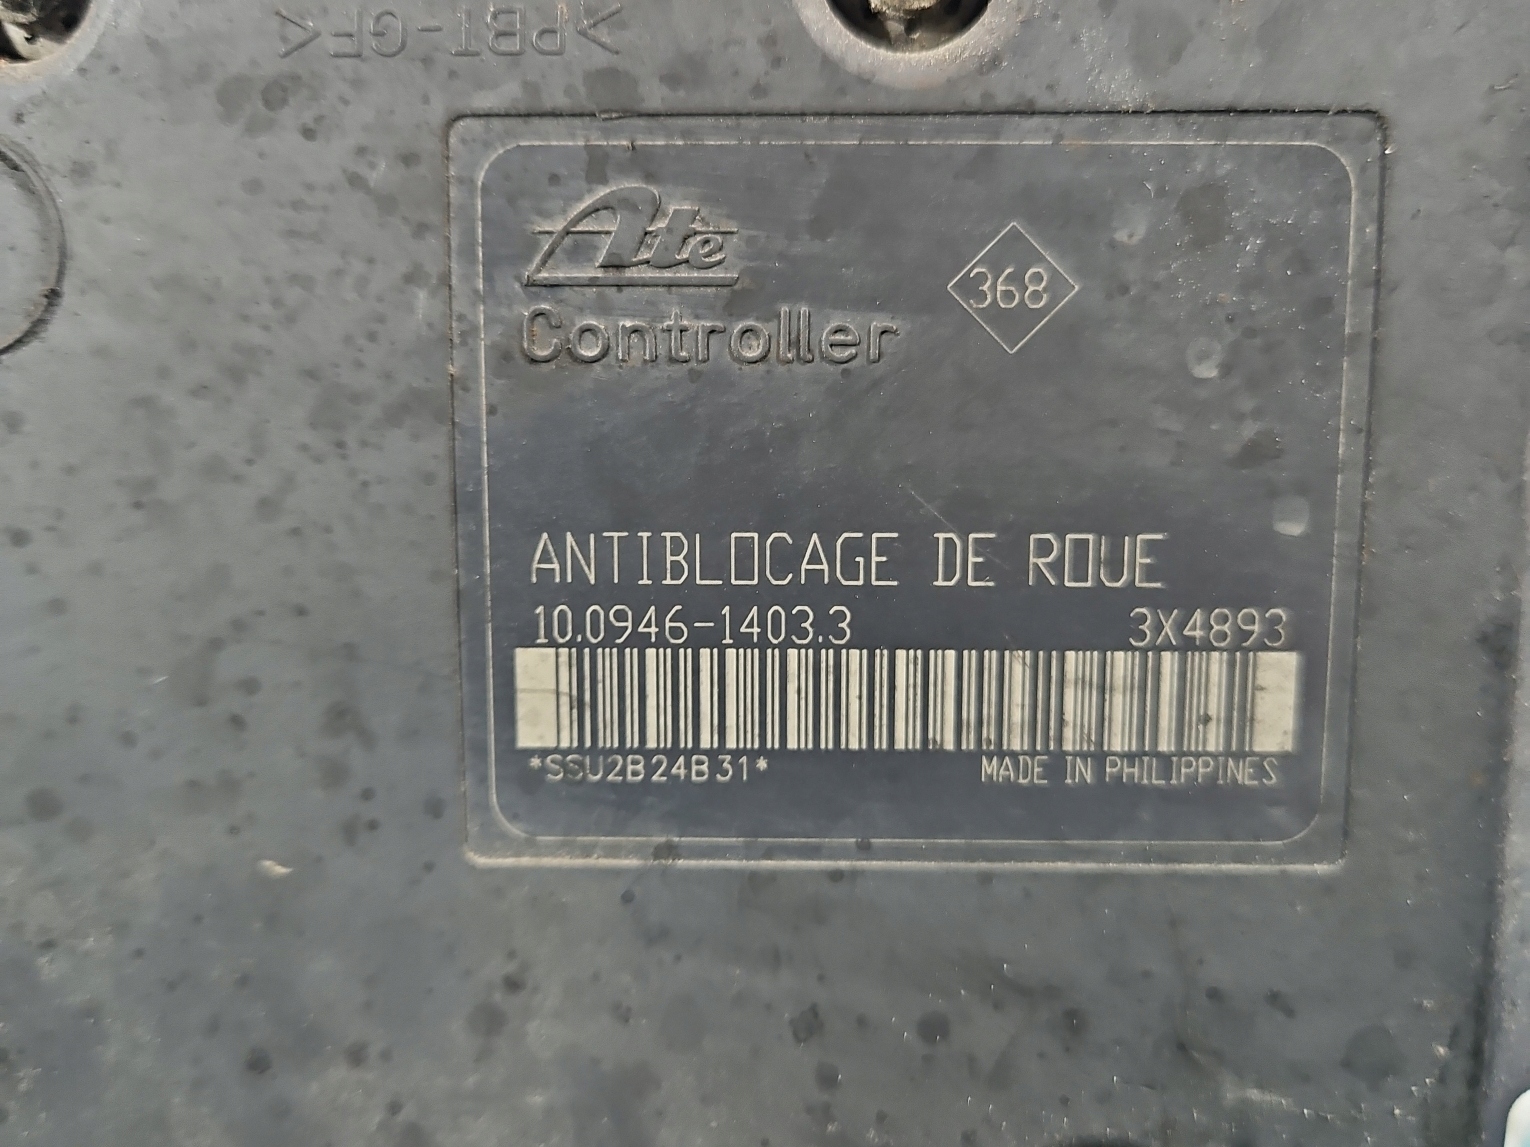 >PBT-GF<
Ate
368
Controller
ANTIBLOCAGE DE ROUE
10.0946-1403.3 3X4893
*SSU2B24B31* MADE IN PHILIPPINES